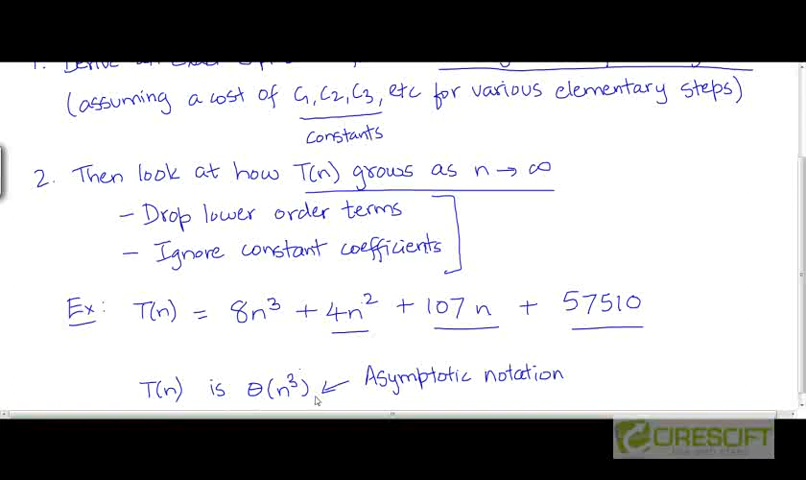 (assuming a cost of C1, C2, C3, etc for various elementary steps)
constants
2. Then look at how T(n) grows as n → ∞
- Drop lower order terms
- Ignore constant coefficients
Ex: T(n) = 8n³ + 4n² + 107n + 57510
T(n) is Θ(n³) ← Asymptotic notation
CIRESCIFT